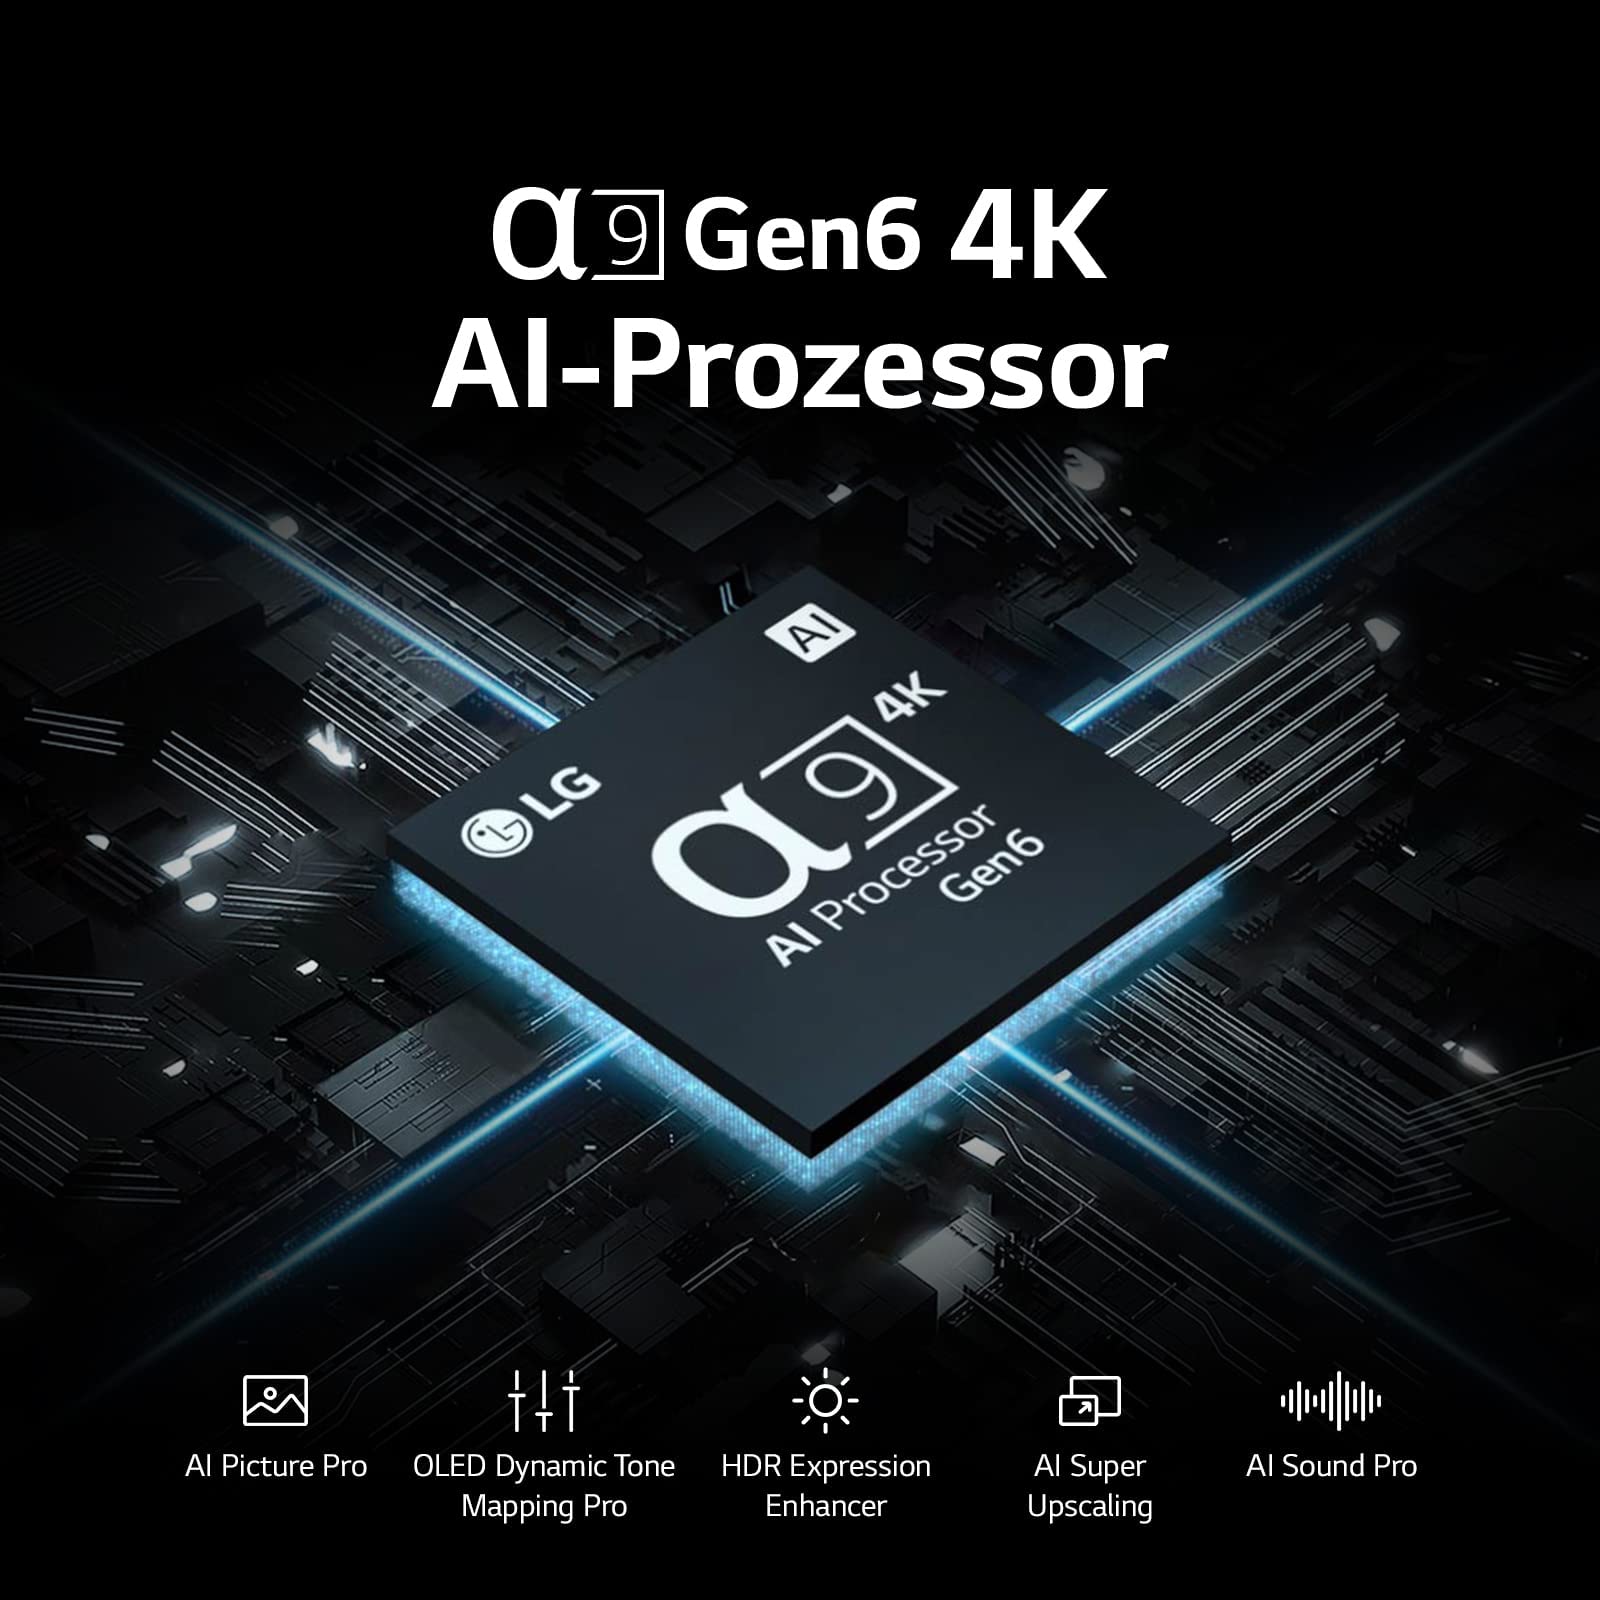 α9 Gen6 4K
AI-Prozessor
AI
4K
LG
α9
AI Processor
Gen6
AI Picture Pro
OLED Dynamic Tone
Mapping Pro
HDR Expression
Enhancer
AI Super
Upscaling
AI Sound Pro